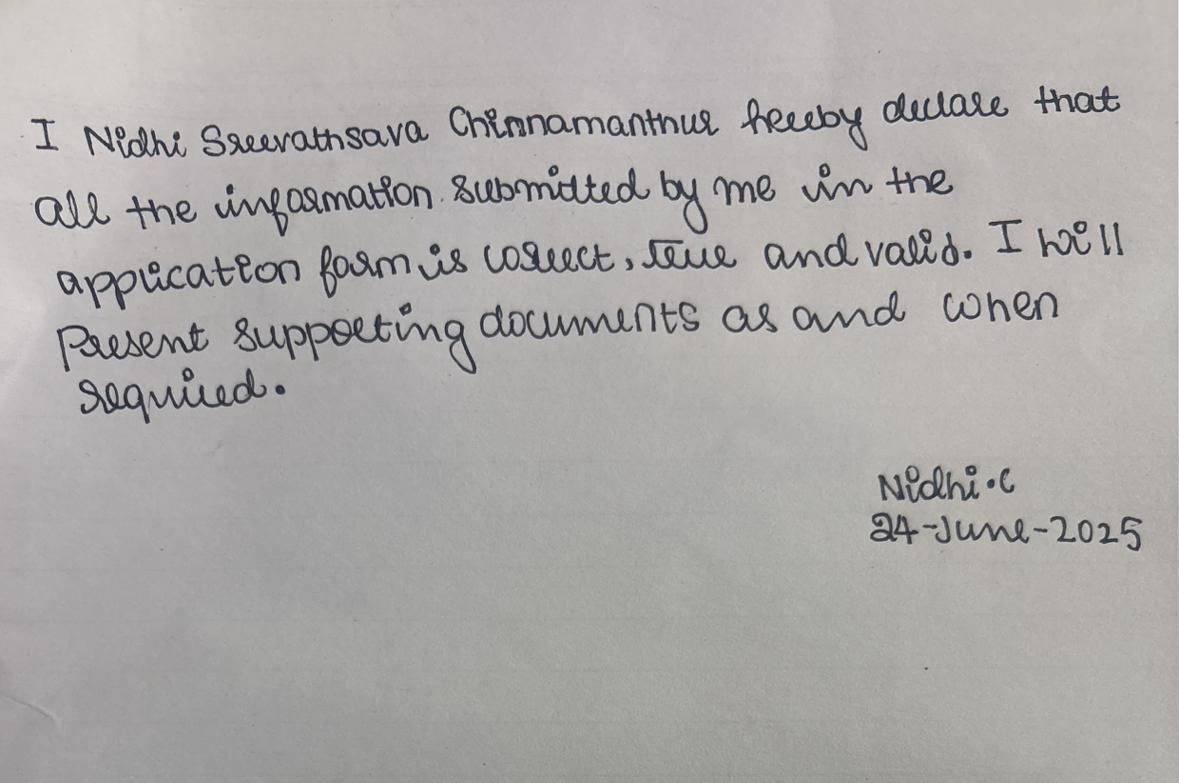 I Nidhi Sreevathsava Chinnamanthur hereby declare that
all the information submitted by me in the
application form is correct, true and valid. I will
Present supporting documents as and when
required.
Nidhi.C
24-June-2025